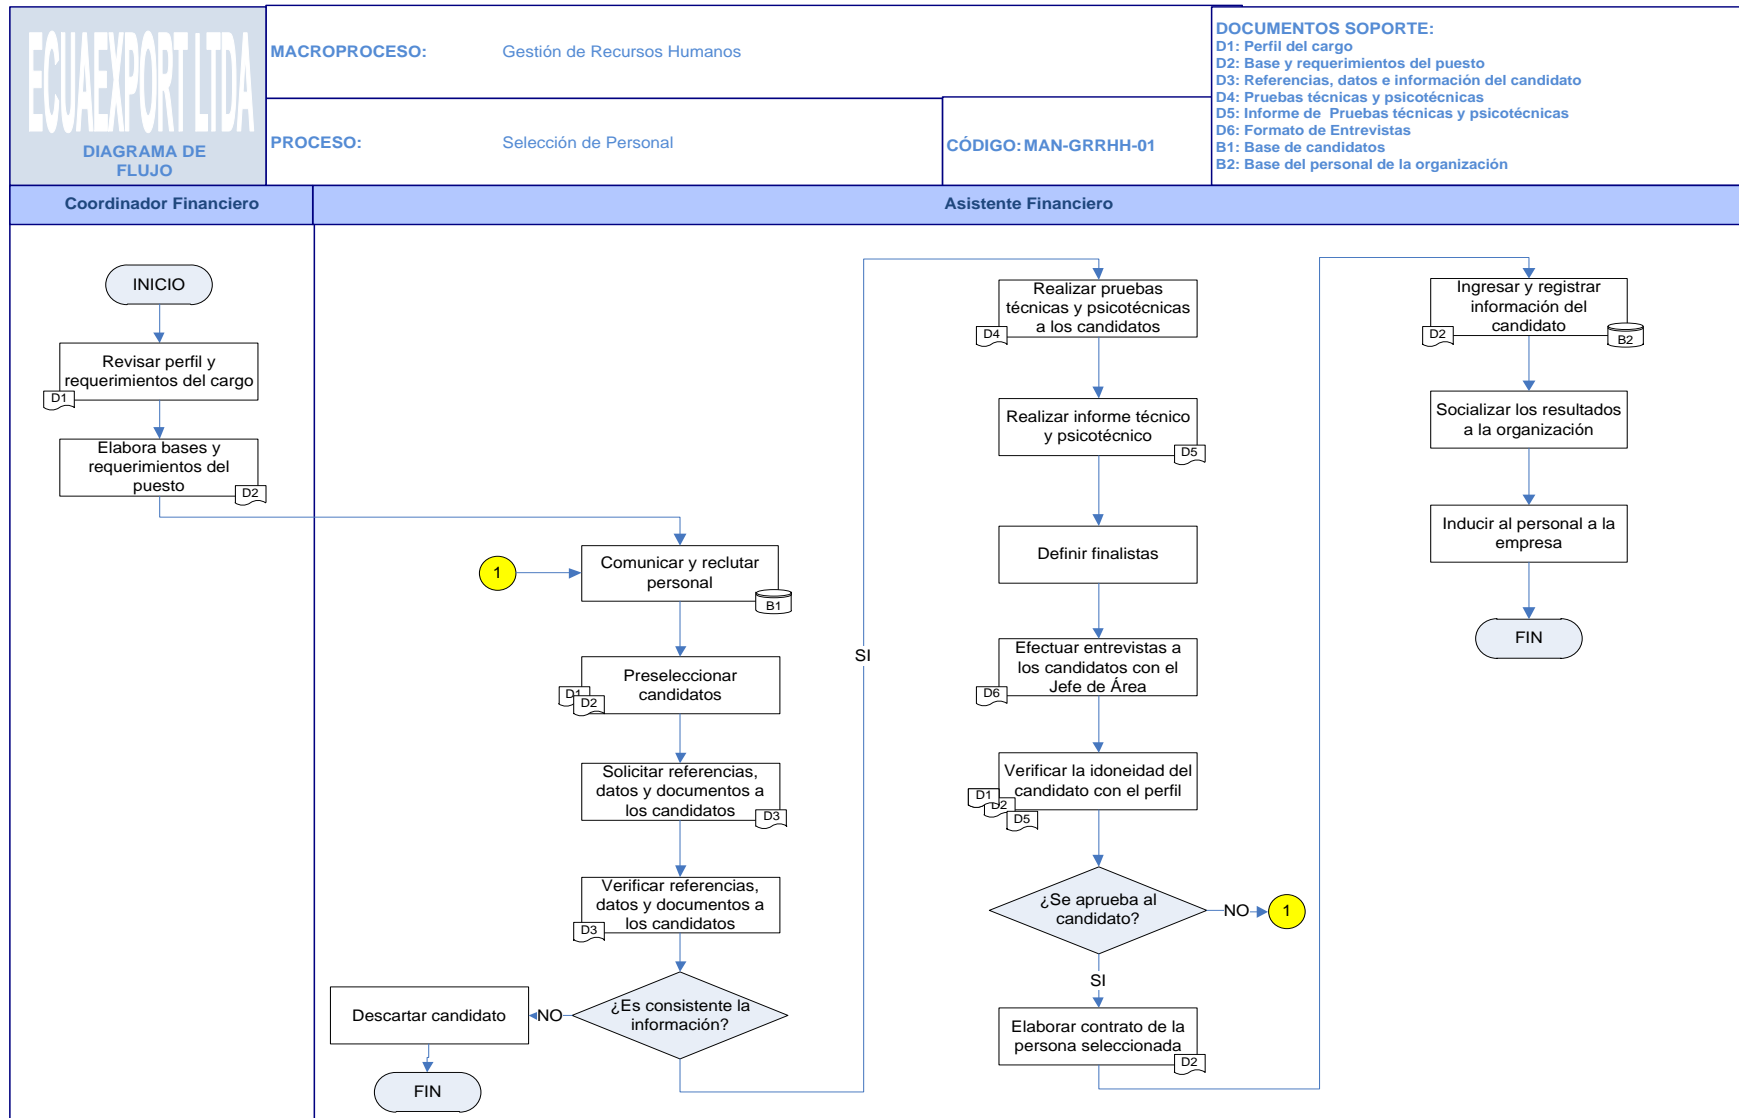 ECUAEXPORT LTDA
DIAGRAMA DE
FLUJO
MACROPROCESO: Gestión de Recursos Humanos
PROCESO: Selección de Personal
CÓDIGO: MAN-GRRHH-01
DOCUMENTOS SOPORTE:
D1: Perfil del cargo
D2: Base y requerimientos del puesto
D3: Referencias, datos e información del candidato
D4: Pruebas técnicas y psicotécnicas
D5: Informe de Pruebas técnicas y psicotécnicas
D6: Formato de Entrevistas
B1: Base de candidatos
B2: Base del personal de la organización
Coordinador Financiero
Asistente Financiero
INICIO
Revisar perfil y
requerimientos del cargo
D1
Elabora bases y
requerimientos del
puesto
D2
1
Comunicar y reclutar
personal
B1
Preseleccionar
candidatos
D1
D2
Solicitar referencias,
datos y documentos a
los candidatos
D3
Verificar referencias,
datos y documentos a
los candidatos
D3
¿Es consistente la
información?
NO
Descartar candidato
FIN
SI
Realizar pruebas
técnicas y psicotécnicas
a los candidatos
D4
Realizar informe técnico
y psicotécnico
D5
Definir finalistas
Efectuar entrevistas a
los candidatos con el
Jefe de Área
D6
Verificar la idoneidad del
candidato con el perfil
D1
D2
D5
¿Se aprueba al
candidato?
NO
1
SI
Elaborar contrato de la
persona seleccionada
D2
Ingresar y registrar
información del
candidato
D2
B2
Socializar los resultados
a la organización
Inducir al personal a la
empresa
FIN